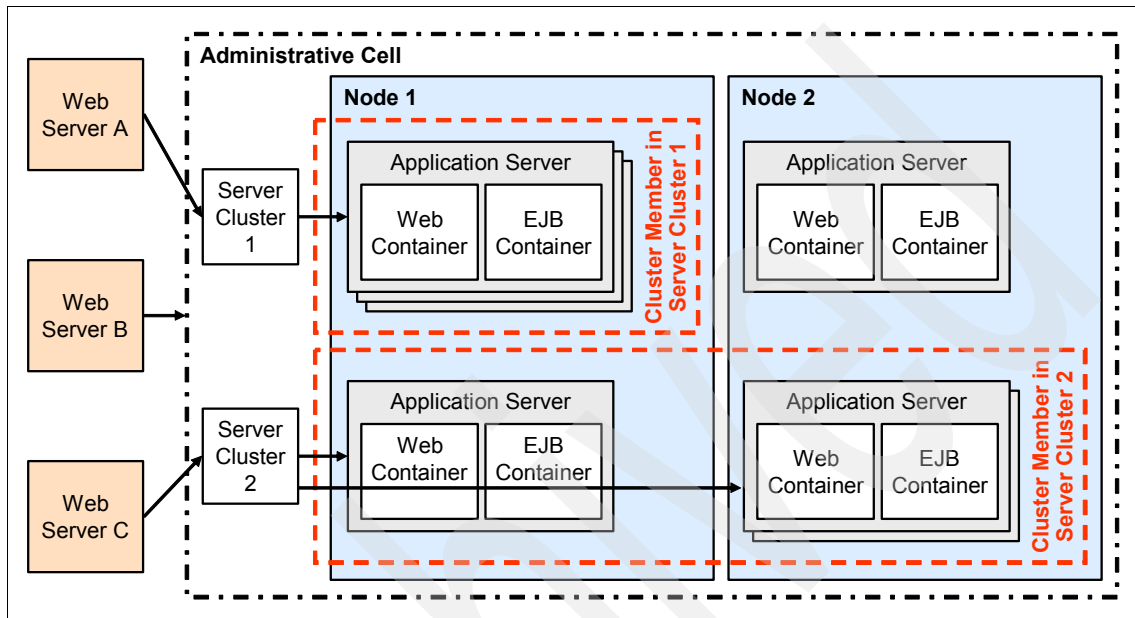 Administrative Cell
Web
Server A
Web
Server B
Web
Server C
Server
Cluster
1
Server
Cluster
2
Node 1
Application Server
Web
Container
EJB
Container
Cluster Member in
Server Cluster 1
Application Server
Web
Container
EJB
Container
Node 2
Application Server
Web
Container
EJB
Container
Application Server
Web
Container
EJB
Container
Cluster Member in
Server Cluster 2